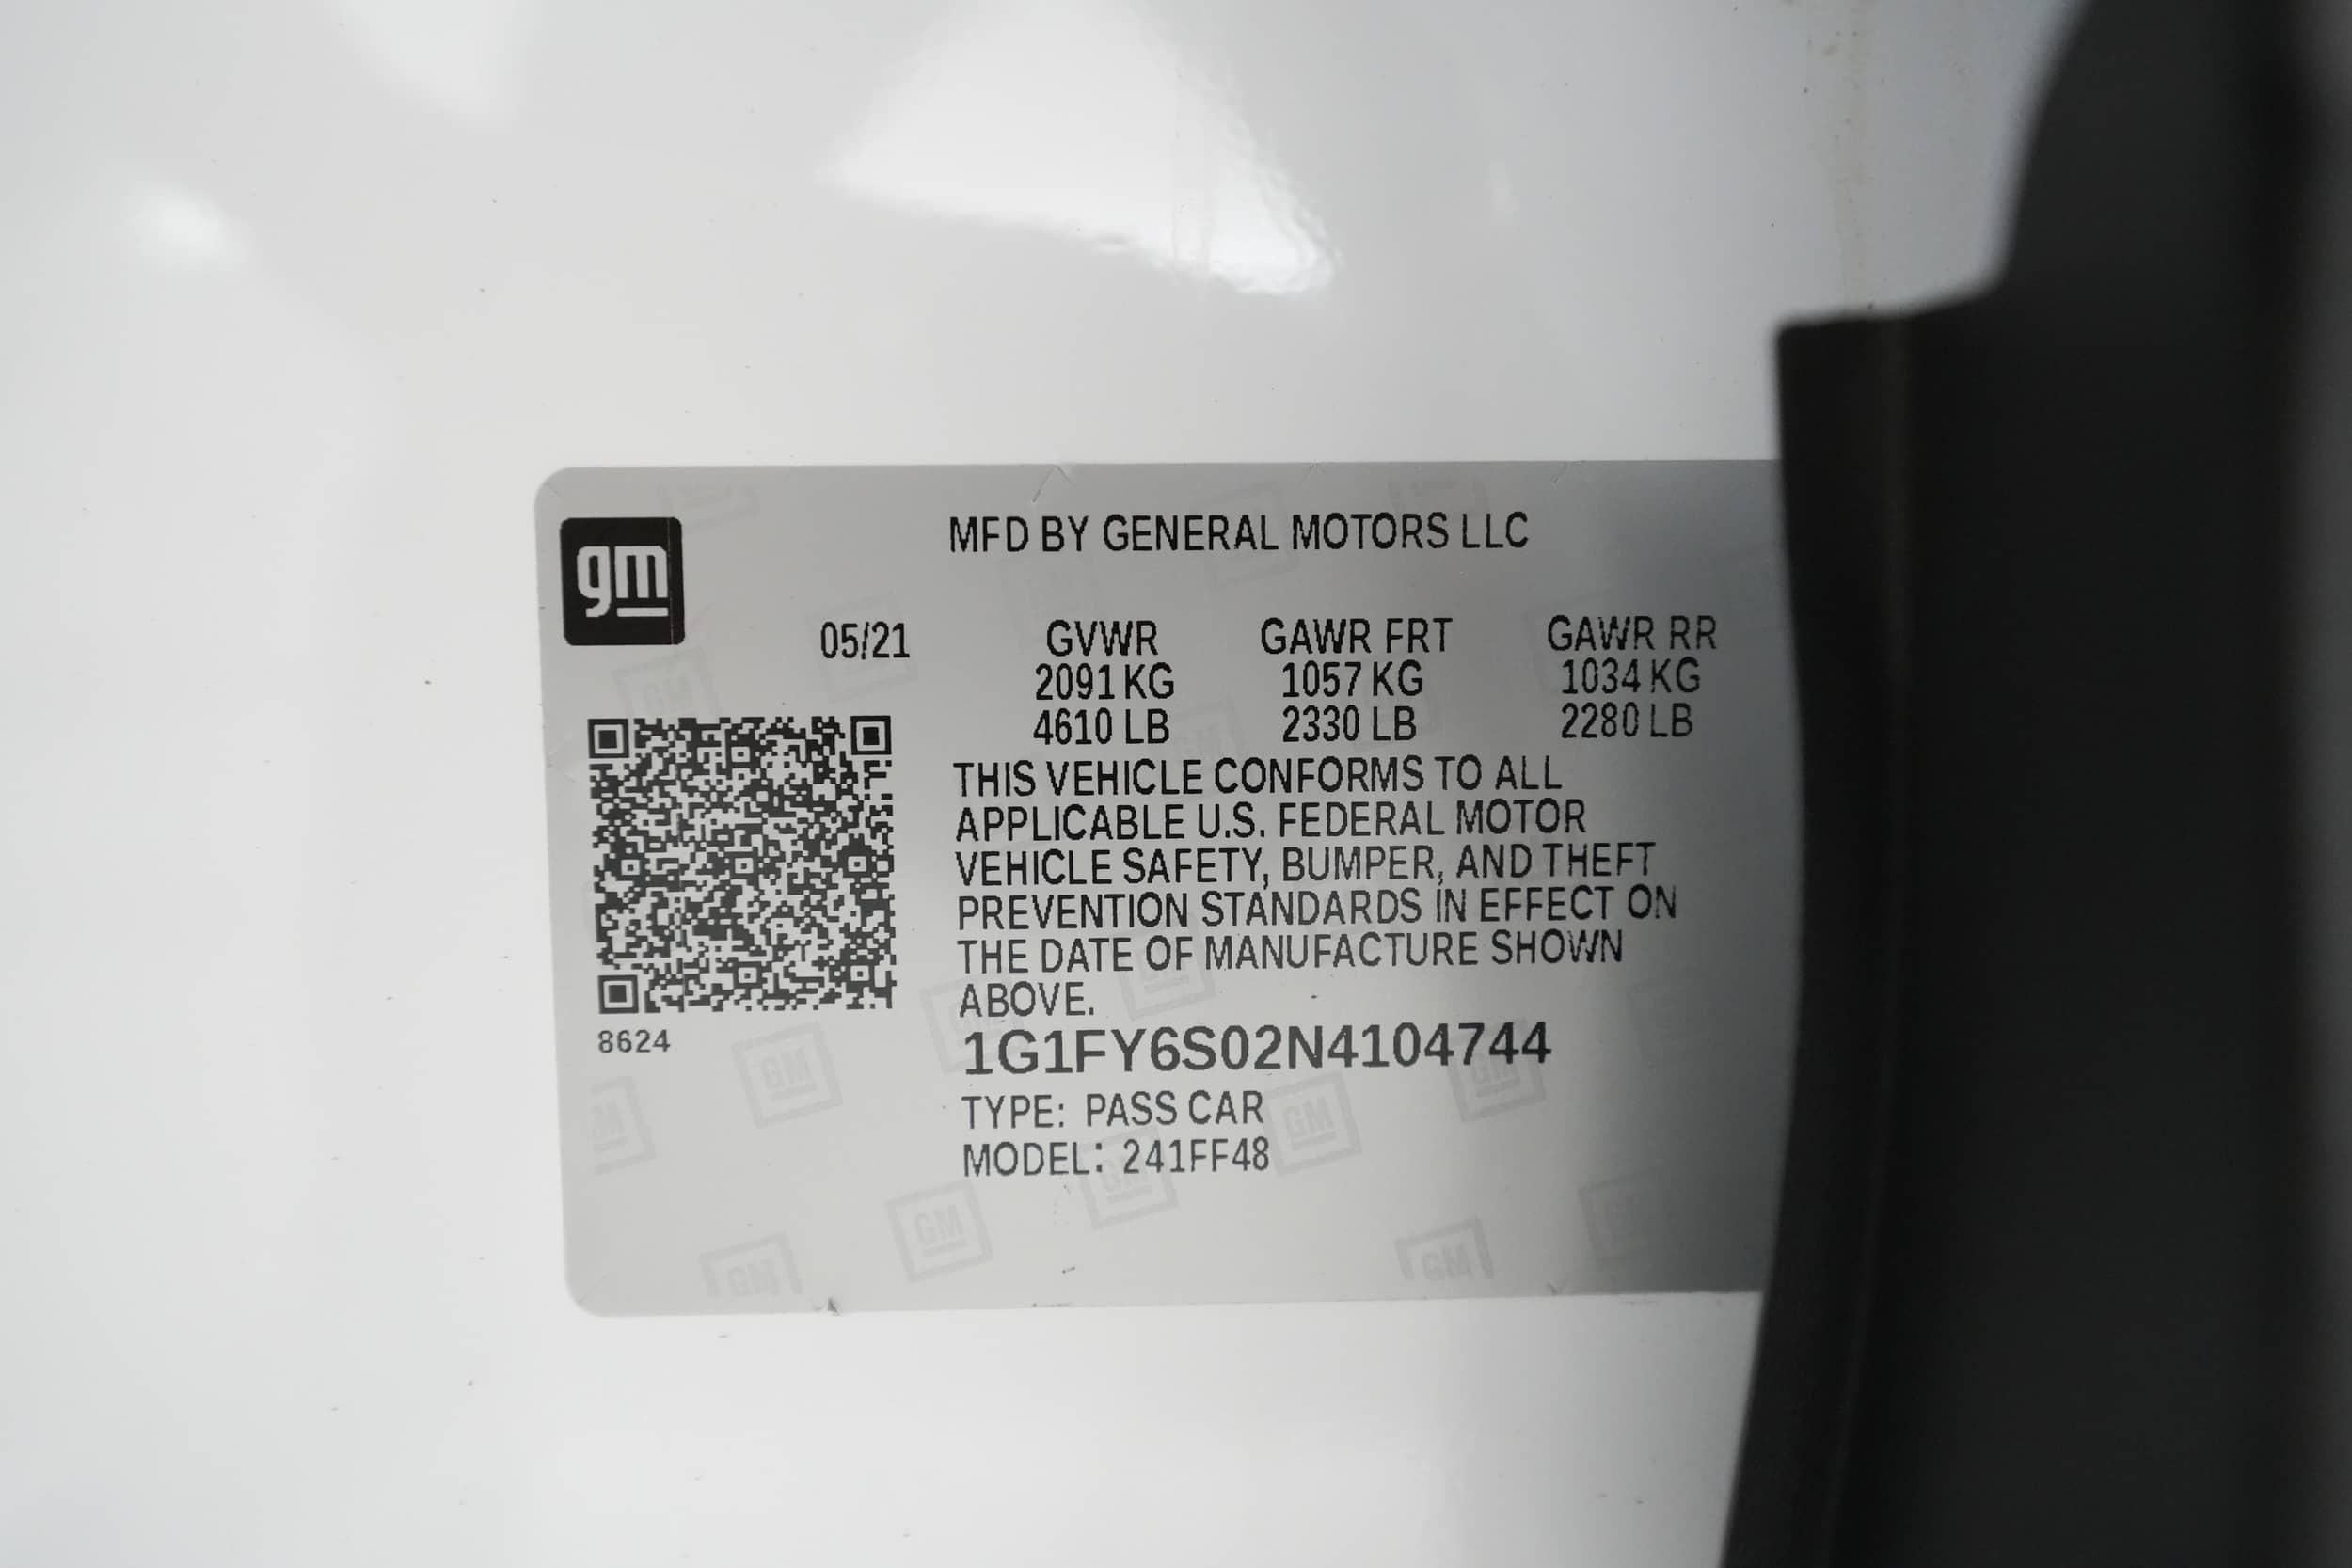 gm
MFD BY GENERAL MOTORS LLC
05/21 GVWR GAWR FRT GAWR RR
2091 KG 1057 KG 1034 KG
4610 LB 2330 LB 2280 LB
THIS VEHICLE CONFORMS TO ALL
APPLICABLE U.S. FEDERAL MOTOR
VEHICLE SAFETY, BUMPER, AND THEFT
PREVENTION STANDARDS IN EFFECT ON
THE DATE OF MANUFACTURE SHOWN
ABOVE.
8624
1G1FY6S02N4104744
TYPE: PASS CAR
MODEL: 241FF48